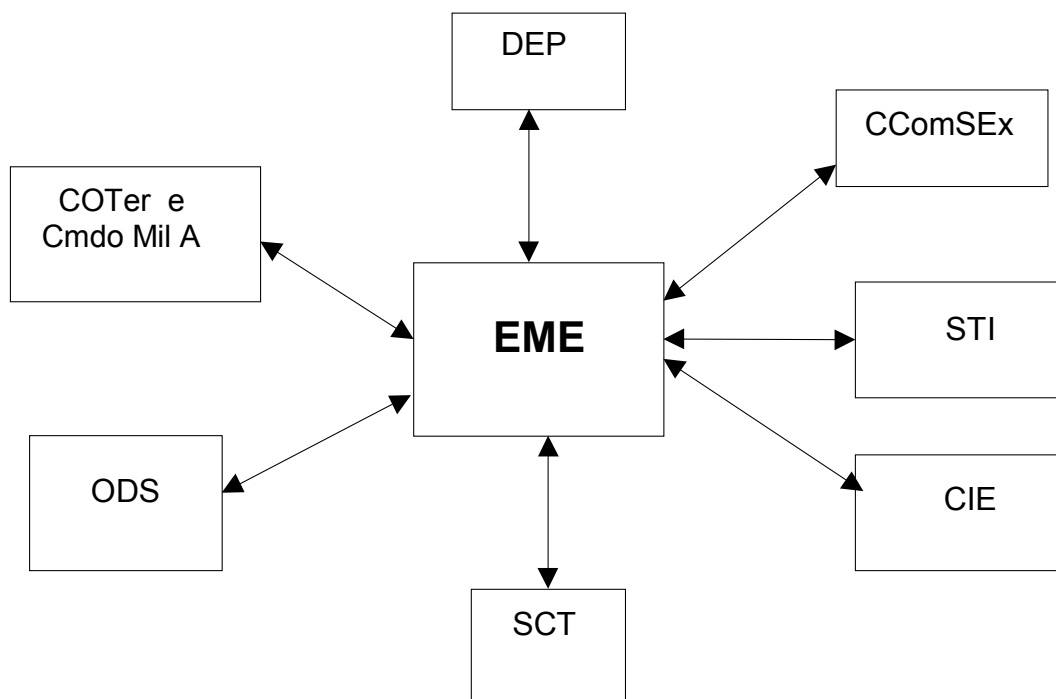 DEP
CComSEx
COTer e
Cmdo Mil A
EME
STI
ODS
CIE
SCT